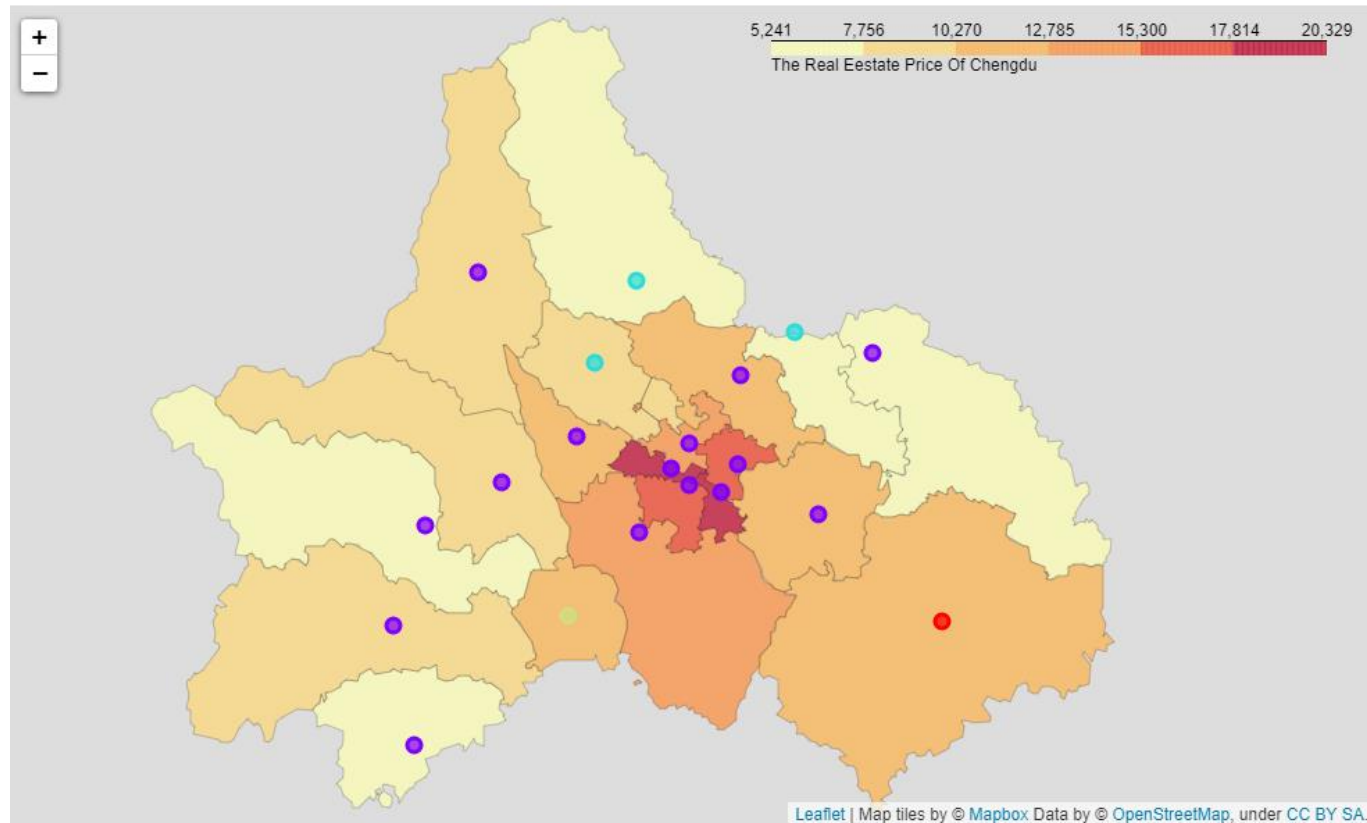 +
−
5,241 7,756 10,270 12,785 15,300 17,814 20,329
The Real Eestate Price Of Chengdu
Leaflet | Map tiles by © Mapbox Data by © OpenStreetMap, under CC BY SA.